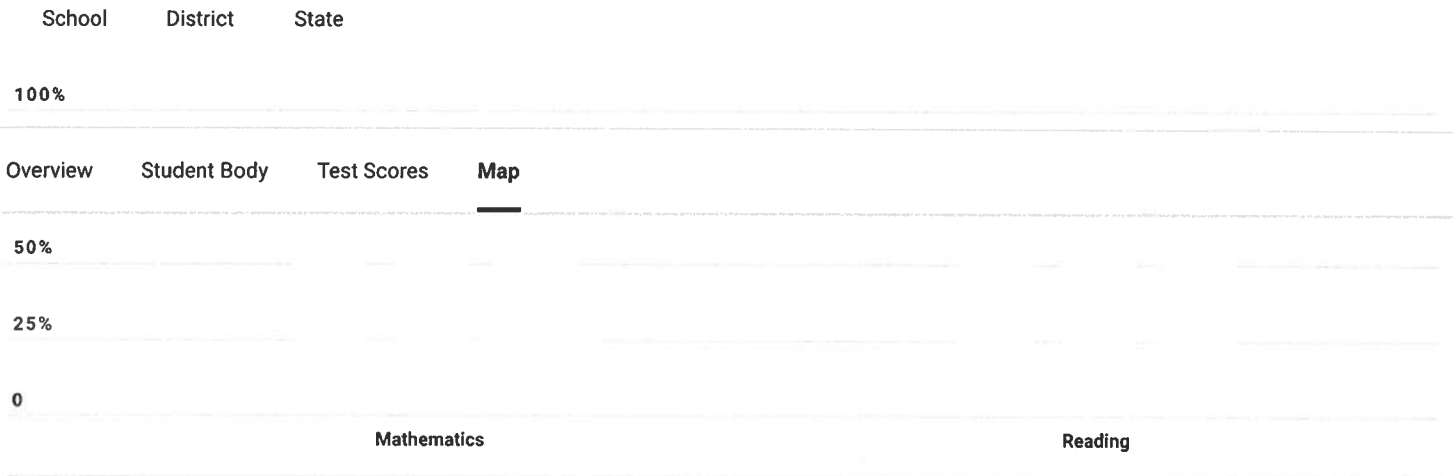 School District State
100%
Overview Student Body Test Scores Map
50%
25%
0
Mathematics Reading